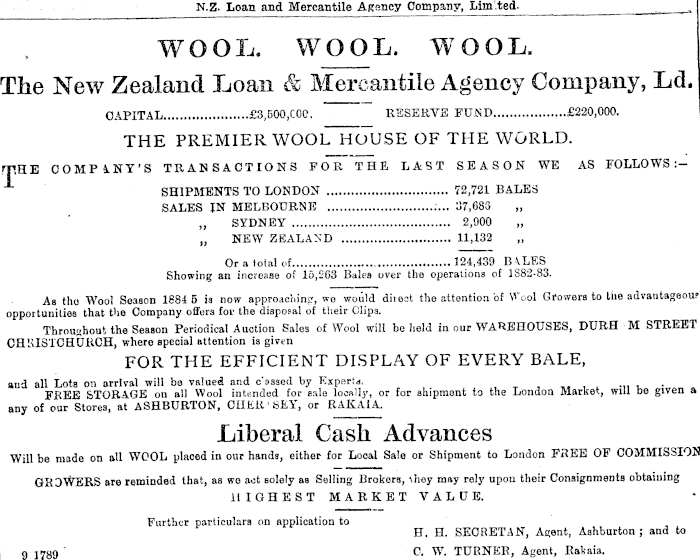 N.Z. Loan and Mercantile Agency Company, Limited.
WOOL. WOOL. WOOL.
The New Zealand Loan & Mercantile Agency Company, Ld.
CAPITAL.....................£3,500,000. RESERVE FUND..................£220,000.
THE PREMIER WOOL HOUSE OF THE WORLD.
THE COMPANY'S TRANSACTIONS FOR THE LAST SEASON WE AS FOLLOWS:—
SHIPMENTS TO LONDON .............................. 72,721 BALES
SALES IN MELBOURNE .............................. 37,686 „
„ SYDNEY ........................................ 2,900 „
„ NEW ZEALAND ........................... 11,132 „
Or a total of....................................... 124,439 BALES
Showing an increase of 15,263 Bales over the operations of 1882-83.
As the Wool Season 1884 5 is now approaching, we would direct the attention of Wool Growers to the advantageous
opportunities that the Company offers for the disposal of their Clips.
Throughout the Season Periodical Auction Sales of Wool will be held in our WAREHOUSES, DURH M STREET
CHRISTCHURCH, where special attention is given
FOR THE EFFICIENT DISPLAY OF EVERY BALE,
and all Lots on arrival will be valued and classed by Experts.
FREE STORAGE on all Wool intended for sale locally, or for shipment to the London Market, will be given a
any of our Stores, at ASHBURTON, CHERTSEY, or RAKAIA.
Liberal Cash Advances
Will be made on all WOOL placed in our hands, either for Local Sale or Shipment to London FREE OF COMMISSION
GROWERS are reminded that, as we act solely as Selling Brokers, they may rely upon their Consignments obtaining
HIGHEST MARKET VALUE.
Further particulars on application to
H. H. SECRETAN, Agent, Ashburton ; and to
C. W. TURNER, Agent, Rakaia.
9 1789